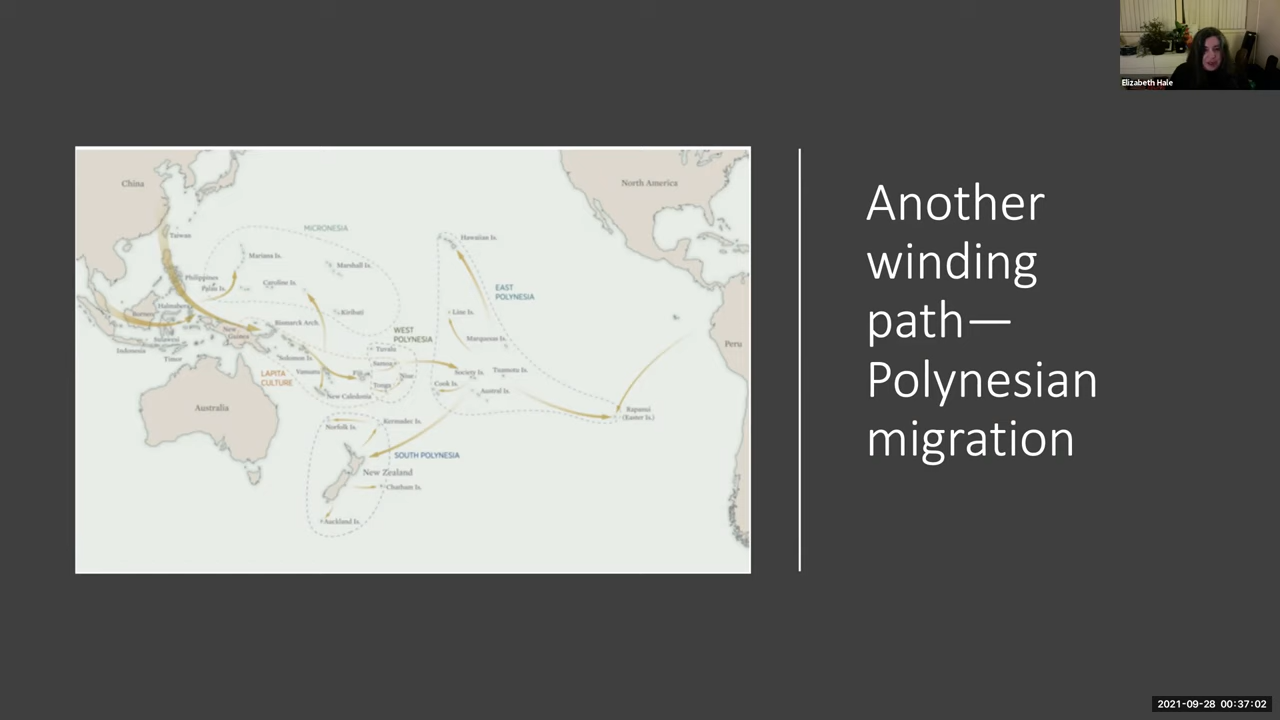 Elizabeth Hale
China
North America
Taiwan
MICRONESIA
Hawaiian Is.
Mariana Is.
Marshall Is.
Philippines
Palau Is.
Caroline Is.
EAST
POLYNESIA
Halmahera
Borneo
Kiribati
Line Is.
Bismarck Arch.
New
Guinea
WEST
POLYNESIA
Sulawesi
Marquesas Is.
Peru
Indonesia
Timor
Tuvalu
Solomon Is.
Samoa
LAPITA
CULTURE
Vanuatu
Fiji
Niue
Society Is.
Tuamotu Is.
Tonga
Cook Is.
Austral Is.
New Caledonia
Australia
Rapanui
(Easter Is.)
Norfolk Is.
Kermadec Is.
SOUTH POLYNESIA
New Zealand
Chatham Is.
Auckland Is.
Another
winding
path—
Polynesian
migration
2021-09-28 00:37:02